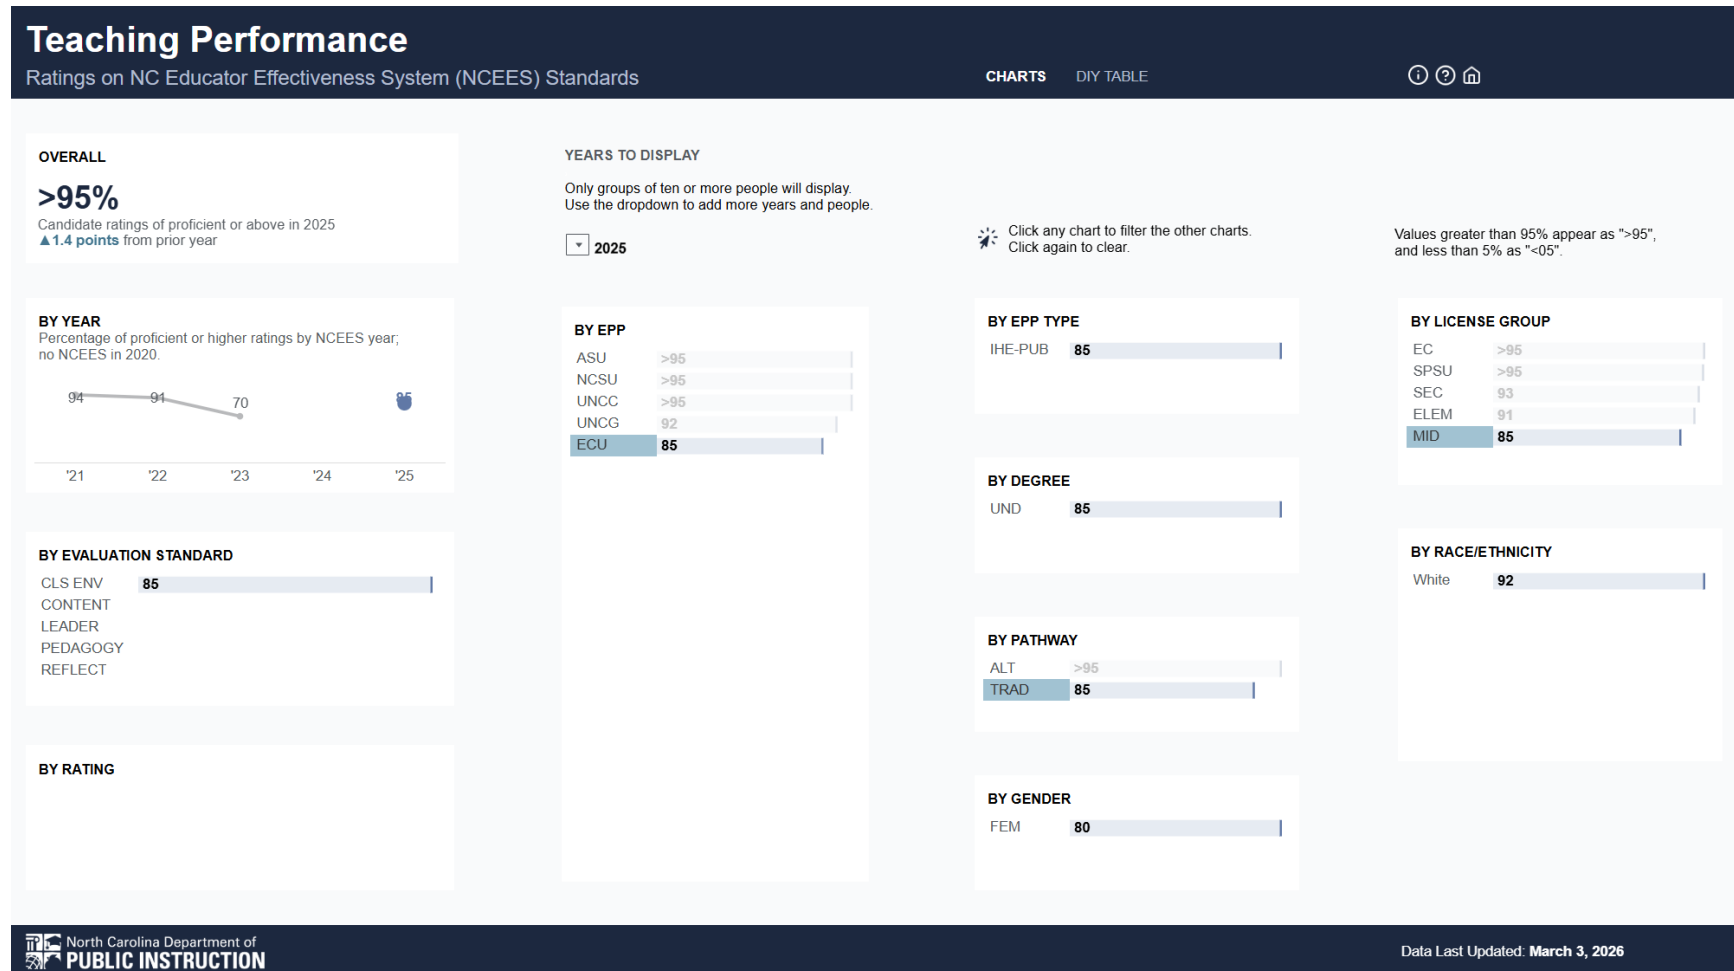 Teaching Performance
Ratings on NC Educator Effectiveness System (NCEES) Standards
CHARTS
DIY TABLE
OVERALL
>95%
Candidate ratings of proficient or above in 2025
▲1.4 points from prior year
YEARS TO DISPLAY
Only groups of ten or more people will display.
Use the dropdown to add more years and people.
2025
Click any chart to filter the other charts.
Click again to clear.
Values greater than 95% appear as ">95",
and less than 5% as "<05".
BY YEAR
Percentage of proficient or higher ratings by NCEES year;
no NCEES in 2020.
94 91 70 85
'21 '22 '23 '24 '25
BY EVALUATION STANDARD
CLS ENV 85
CONTENT
LEADER
PEDAGOGY
REFLECT
BY RATING
BY EPP
ASU >95
NCSU >95
UNCC >95
UNCG 92
ECU 85
BY EPP TYPE
IHE-PUB 85
BY DEGREE
UND 85
BY PATHWAY
ALT >95
TRAD 85
BY GENDER
FEM 80
BY LICENSE GROUP
EC >95
SPSU >95
SEC 93
ELEM 91
MID 85
BY RACE/ETHNICITY
White 92
North Carolina Department of
PUBLIC INSTRUCTION
Data Last Updated: March 3, 2026